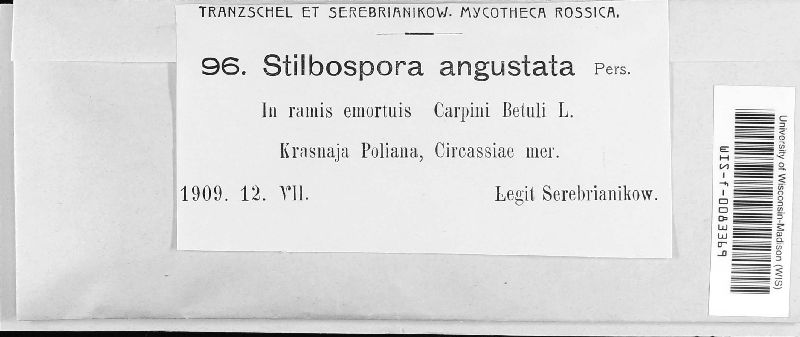 TRANZSCHEL ET SEREBRIANIKOW. MYCOTHECA ROSSICA.
96. Stilbospora angustata Pers.
In ramis emortuis Carpini Betuli L.
Krasnaja Poliana, Circassiae mer.
1909. 12. VII. Legit Serebrianikow.
University of Wisconsin-Madison (WIS)
WIS-f-0083369